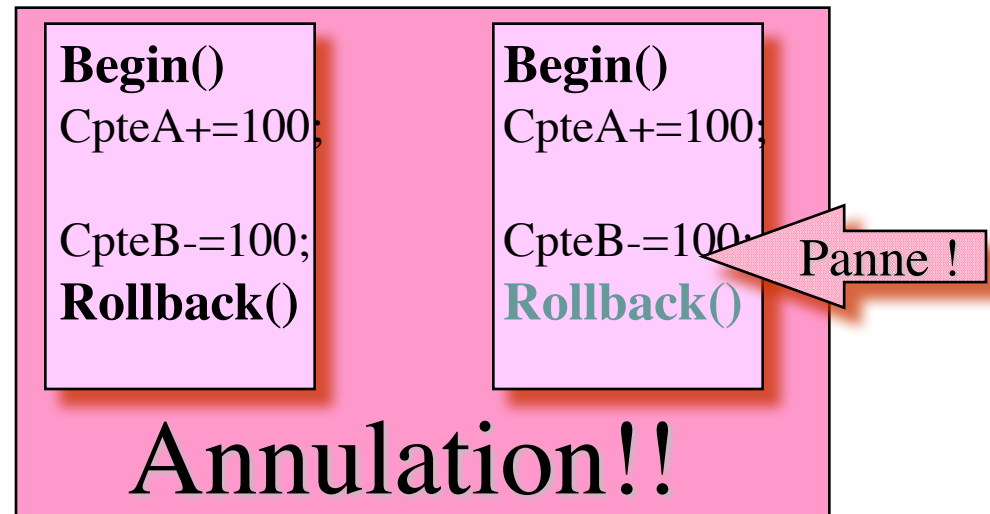 Begin()
CpteA+=100;
CpteB-=100;
Rollback()
Begin()
CpteA+=100;
CpteB-=100;
Rollback()
Panne !
Annulation!!